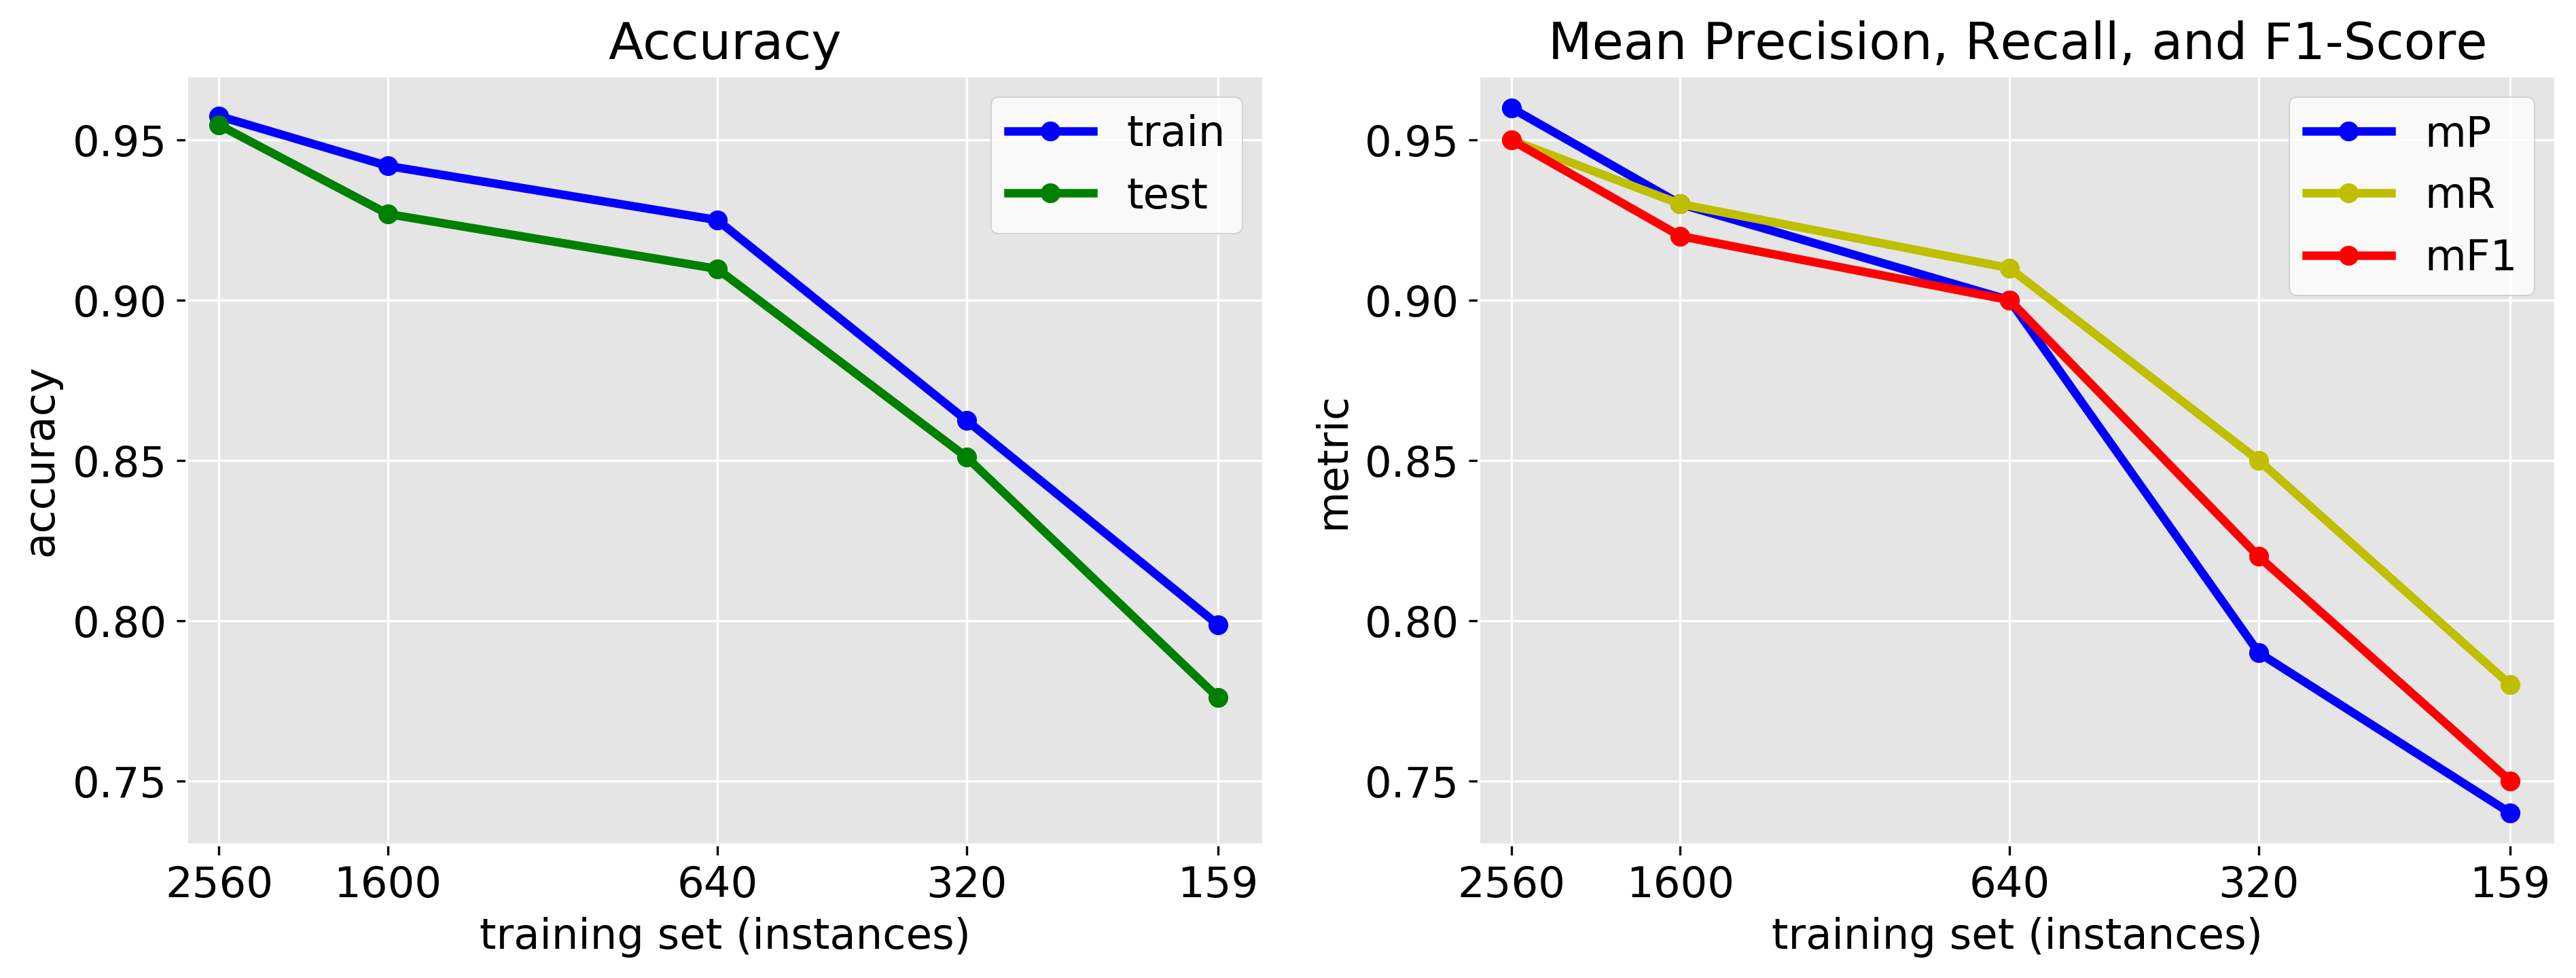 Accuracy
0.95
0.90
0.85
0.80
0.75
accuracy
train
test
2560 1600 640 320 159
training set (instances)
Mean Precision, Recall, and F1-Score
0.95
0.90
0.85
0.80
0.75
metric
mP
mR
mF1
2560 1600 640 320 159
training set (instances)